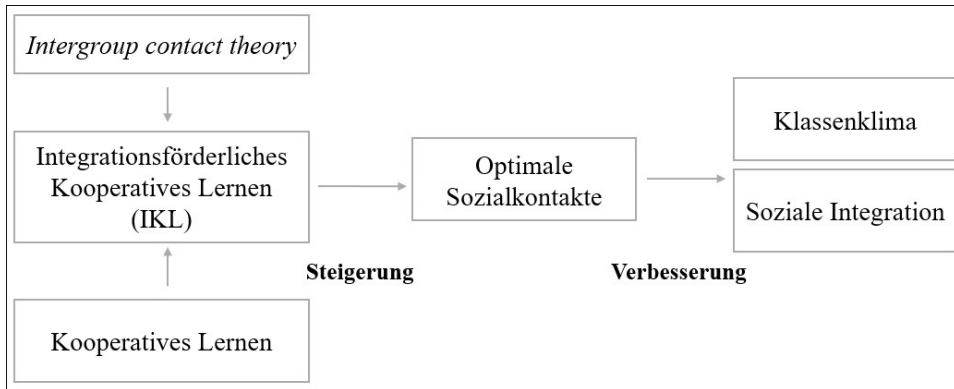 Intergroup contact theory
Integrationsförderliches
Kooperatives Lernen
(IKL)
Kooperatives Lernen
Steigerung
Optimale
Sozialkontakte
Verbesserung
Klassenklima
Soziale Integration